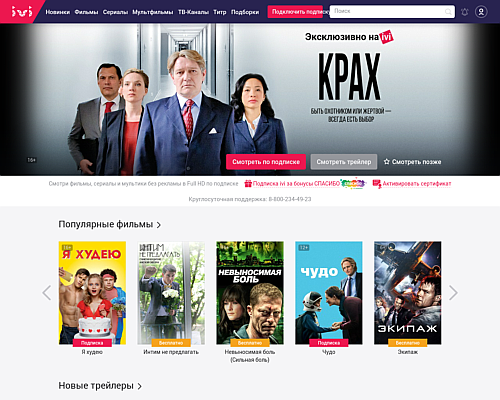 ivi Новинки Фильмы Сериалы Мультфильмы ТВ-Каналы Титр Подборки Подключить подписку Поиск
Эксклюзивно на ivi
КРАХ
БЫТЬ ОХОТНИКОМ ИЛИ ЖЕРТВОЙ —
ВСЕГДА ЕСТЬ ВЫБОР
16+ Смотреть по подписке Смотреть трейлер Смотреть позже
Смотри фильмы, сериалы и мультики без рекламы в Full HD по подписке Подписка ivi за бонусы СПАСИБО Активировать сертификат
Круглосуточная поддержка: 8-800-234-49-23
Популярные фильмы
Я ХУДЕЮ
ИНТИМ
НЕ ПРЕДЛАГАТЬ
НЕВЫНОСИМАЯ
БОЛЬ
ЧУДО
ЭКИПАЖ
Подписка Бесплатно Бесплатно Подписка Бесплатно
Я худею Интим не предлагать Невыносимая боль Чудо Экипаж
(Сильная боль)
Новые трейлеры